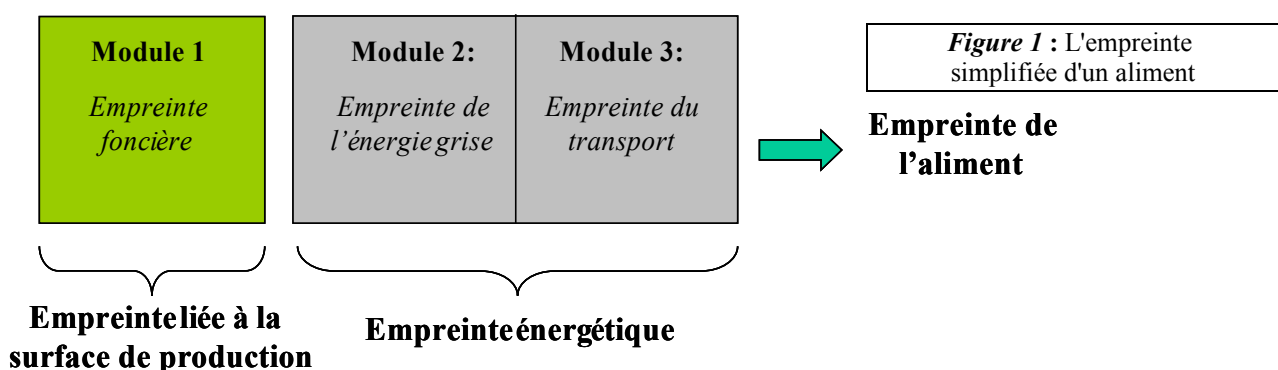 Module 1
Empreinte
foncière
Module 2:
Empreinte de
l’énergie grise
Module 3:
Empreinte du
transport
Figure 1 : L'empreinte
simplifiée d'un aliment
Empreinte de
l’aliment
Empreinte liée à la
surface de production
Empreinte énergétique